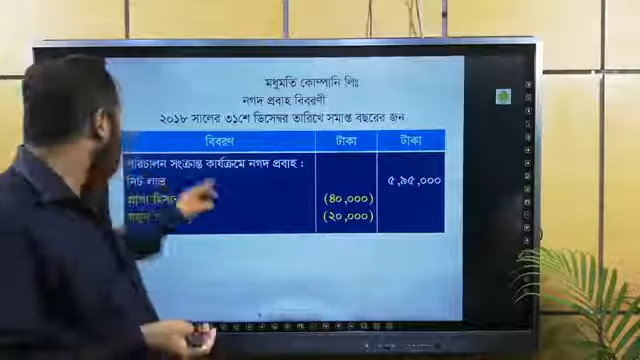 মধুমতি কোম্পানি লিঃ
নগদ প্রবাহ বিবরণী
২০১৮ সালের ৩১শে ডিসেম্বর তারিখে সমাপ্ত বছরের জন্য
বিবরণ টাকা টাকা
পরিচালন সংক্রান্ত কার্যক্রমে নগদ প্রবাহ :
নিট লাভ ৫,৯৫,০০০
প্রাপ্য হিসাব (৪০,০০০)
(২০,০০০)